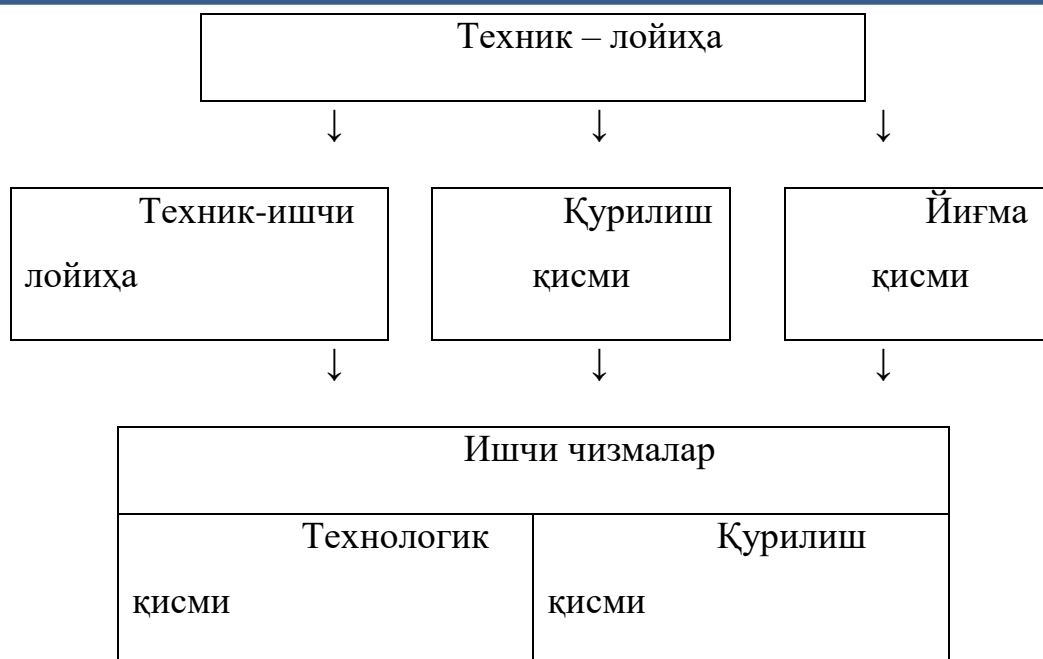 Техник – лойиҳа
↓ ↓ ↓
Техник-ишчи
лойиҳа
Қурилиш
қисми
Йиғма
қисми
↓ ↓ ↓
Ишчи чизмалар
Технологик
қисми
Қурилиш
қисми